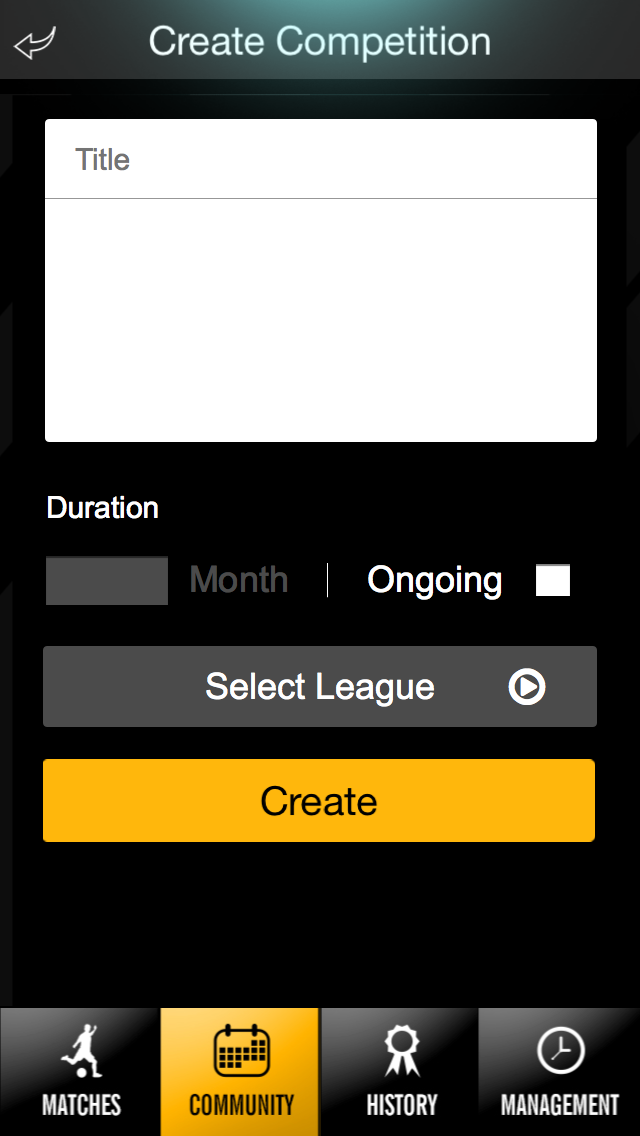 Create Competition
Title
Duration
Month Ongoing
Select League
Create
MATCHES COMMUNITY HISTORY MANAGEMENT